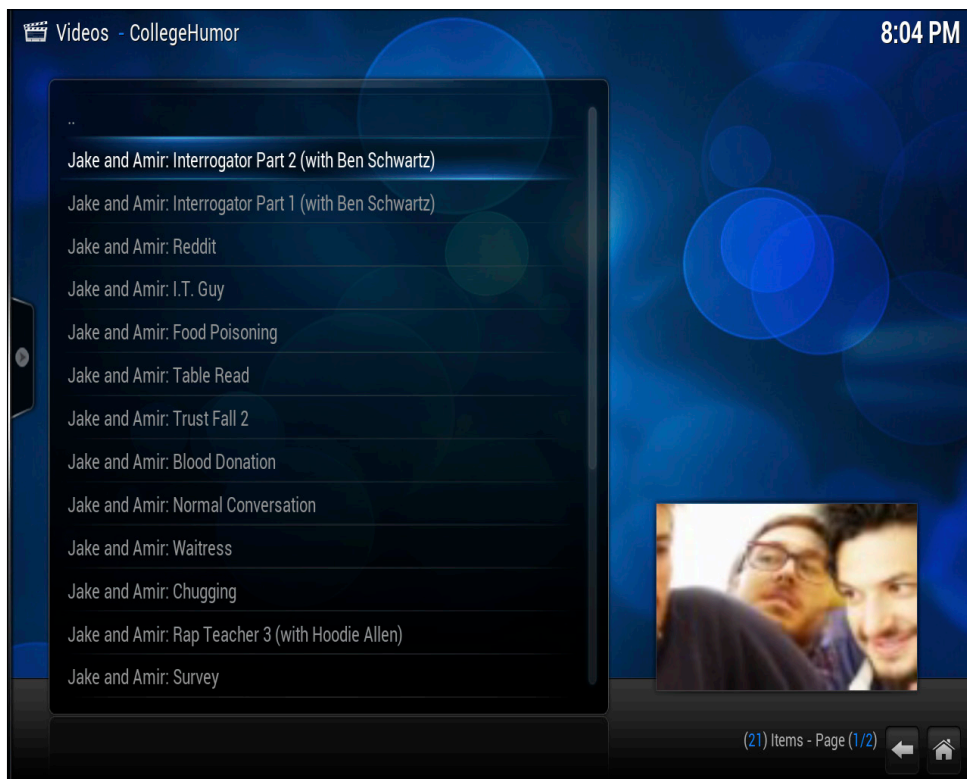 Videos - CollegeHumor
8:04 PM
..
Jake and Amir: Interrogator Part 2 (with Ben Schwartz)
Jake and Amir: Interrogator Part 1 (with Ben Schwartz)
Jake and Amir: Reddit
Jake and Amir: I.T. Guy
Jake and Amir: Food Poisoning
Jake and Amir: Table Read
Jake and Amir: Trust Fall 2
Jake and Amir: Blood Donation
Jake and Amir: Normal Conversation
Jake and Amir: Waitress
Jake and Amir: Chugging
Jake and Amir: Rap Teacher 3 (with Hoodie Allen)
Jake and Amir: Survey
(21) Items - Page (1/2)